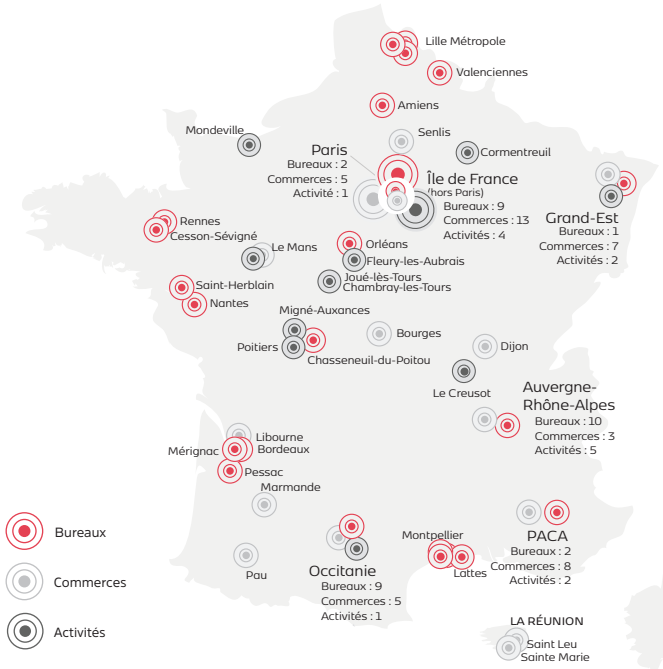 Lille Métropole
Valenciennes
Amiens
Mondeville
Senlis
Cormentreuil
Paris
Bureaux : 2
Commerces : 5
Activité : 1
Île de France
(hors Paris)
Bureaux : 9
Commerces : 13
Activités : 4
Grand-Est
Bureaux : 1
Commerces : 7
Activités : 2
Rennes
Cesson-Sévigné
Le Mans
Orléans
Fleury-les-Aubrais
Joué-lès-Tours
Chambray-les-Tours
Saint-Herblain
Nantes
Migné-Auxances
Poitiers
Chasseneuil-du-Poitou
Bourges
Dijon
Le Creusot
Auvergne-
Rhône-Alpes
Bureaux : 10
Commerces : 3
Activités : 5
Libourne
Mérignac
Bordeaux
Pessac
Marmande
Pau
Occitanie
Bureaux : 9
Commerces : 5
Activités : 1
Montpellier
Lattes
PACA
Bureaux : 2
Commerces : 8
Activités : 2
LA RÉUNION
Saint Leu
Sainte Marie
Bureaux
Commerces
Activités